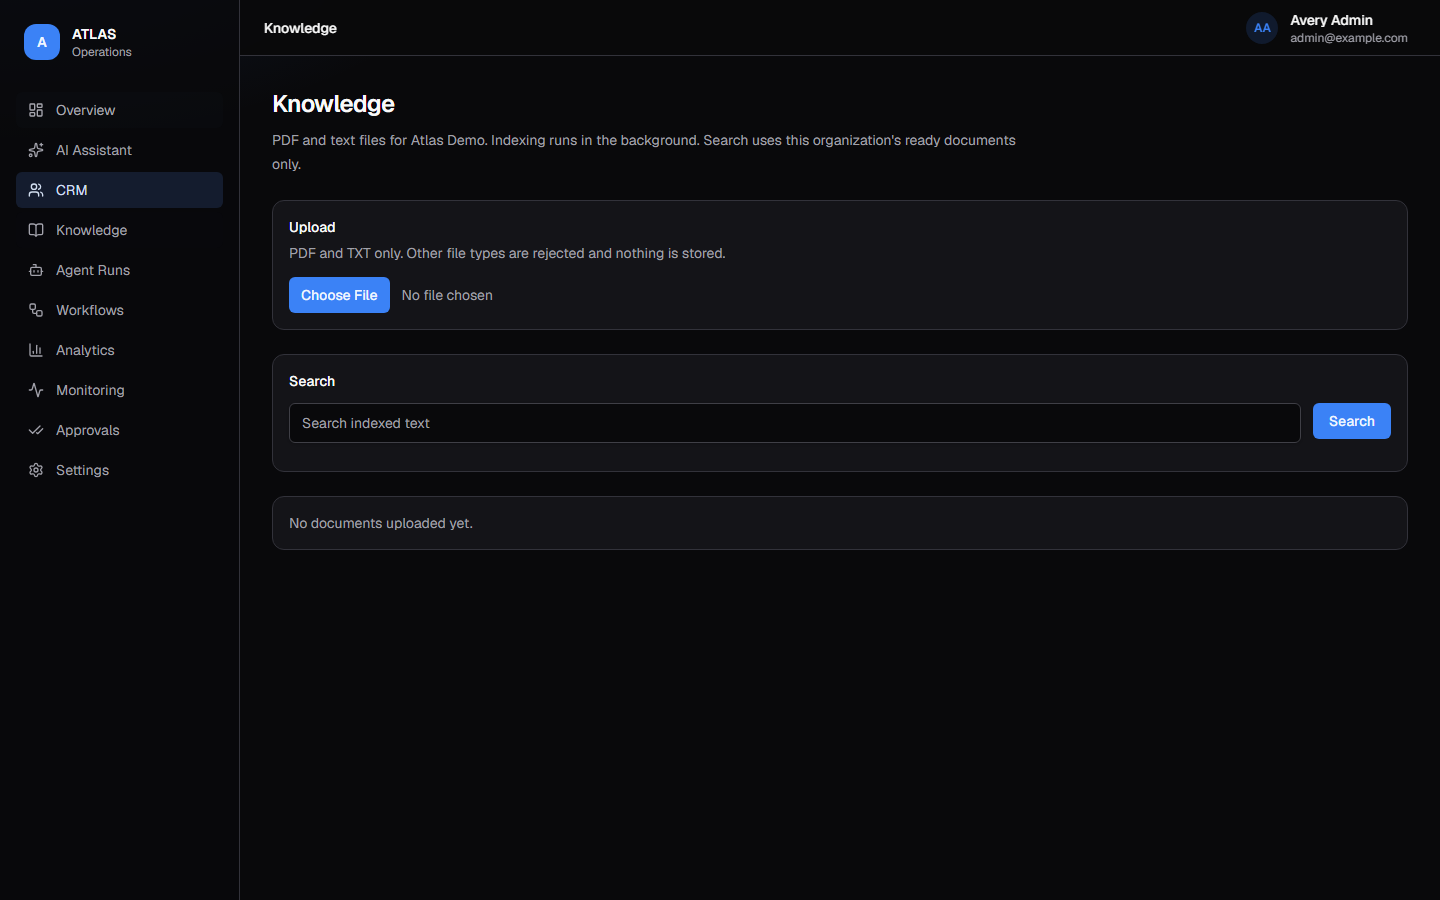 A
ATLAS
Operations
Overview
AI Assistant
CRM
Knowledge
Agent Runs
Workflows
Analytics
Monitoring
Approvals
Settings
Knowledge
AA
Avery Admin
admin@example.com
Knowledge
PDF and text files for Atlas Demo. Indexing runs in the background. Search uses this organization's ready documents
only.
Upload
PDF and TXT only. Other file types are rejected and nothing is stored.
Choose File No file chosen
Search
Search indexed text
Search
No documents uploaded yet.